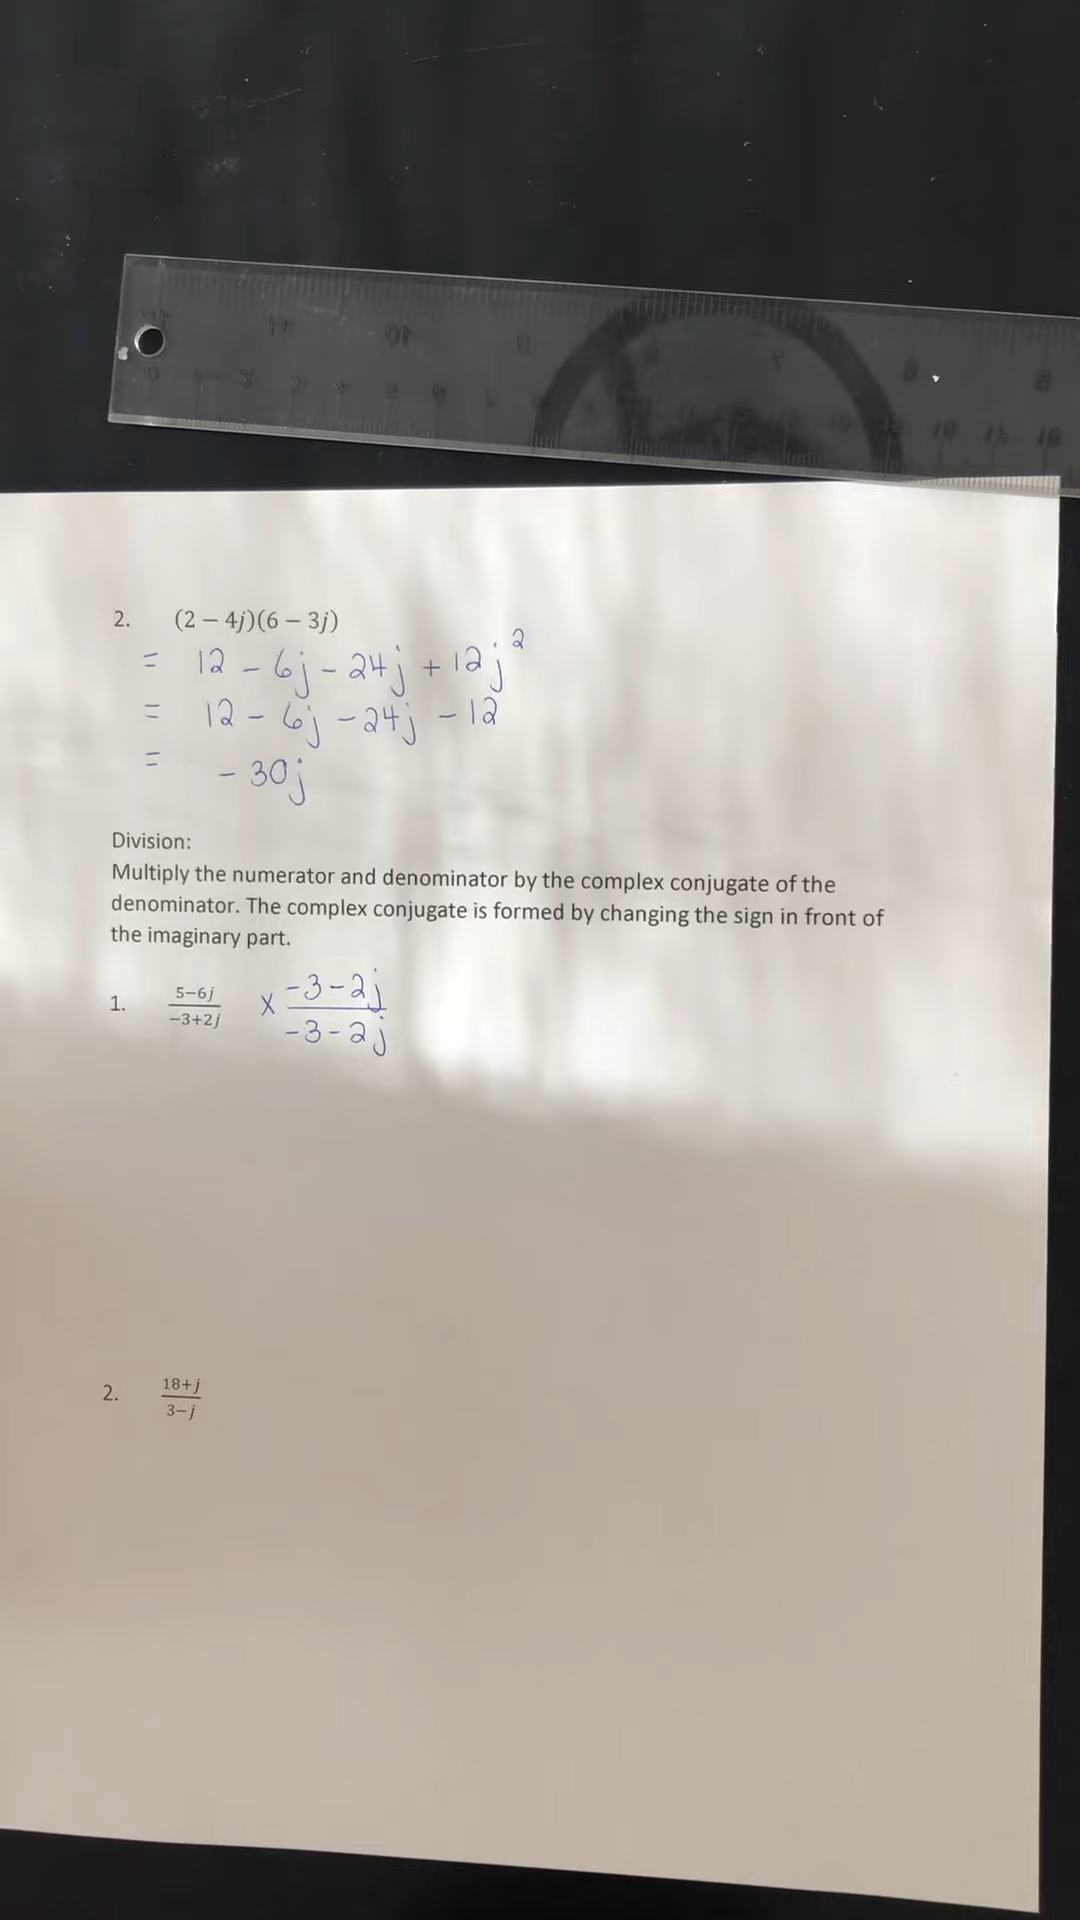 2. (2 – 4j)(6 – 3j)
= 12 - 6j - 24j + 12j²
= 12 - 6j - 24j - 12
= - 30j
Division:
Multiply the numerator and denominator by the complex conjugate of the
denominator. The complex conjugate is formed by changing the sign in front of
the imaginary part.
1. 5−6j / −3+2j × -3-2j / -3-2j
2. 18+j / 3−j